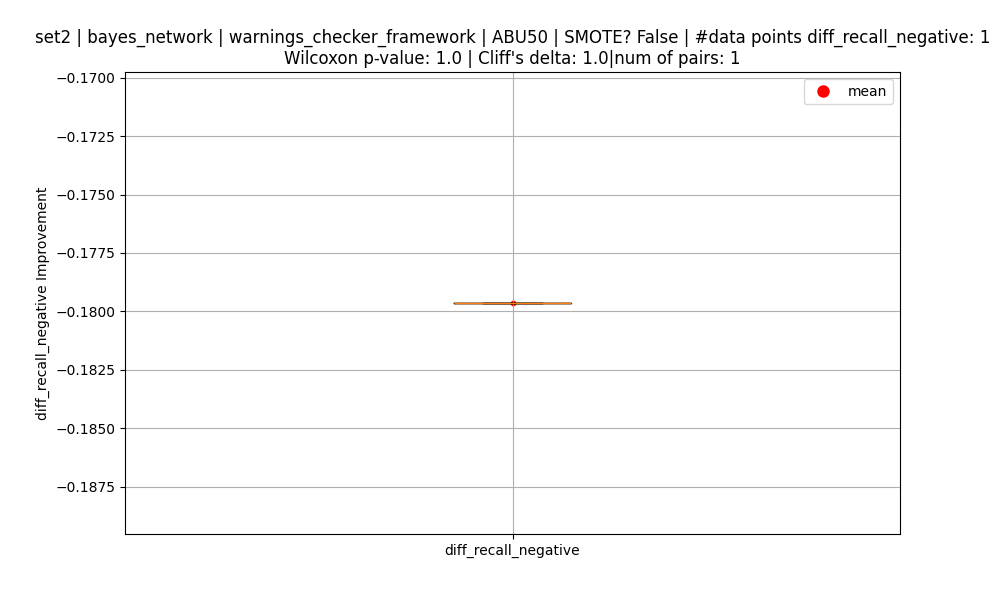 set2 | bayes_network | warnings_checker_framework | ABU50 | SMOTE? False | #data points diff_recall_negative: 1
Wilcoxon p-value: 1.0 | Cliff's delta: 1.0|num of pairs: 1
mean
−0.1700
−0.1725
−0.1750
−0.1775
−0.1800
−0.1825
−0.1850
−0.1875
diff_recall_negative Improvement
diff_recall_negative